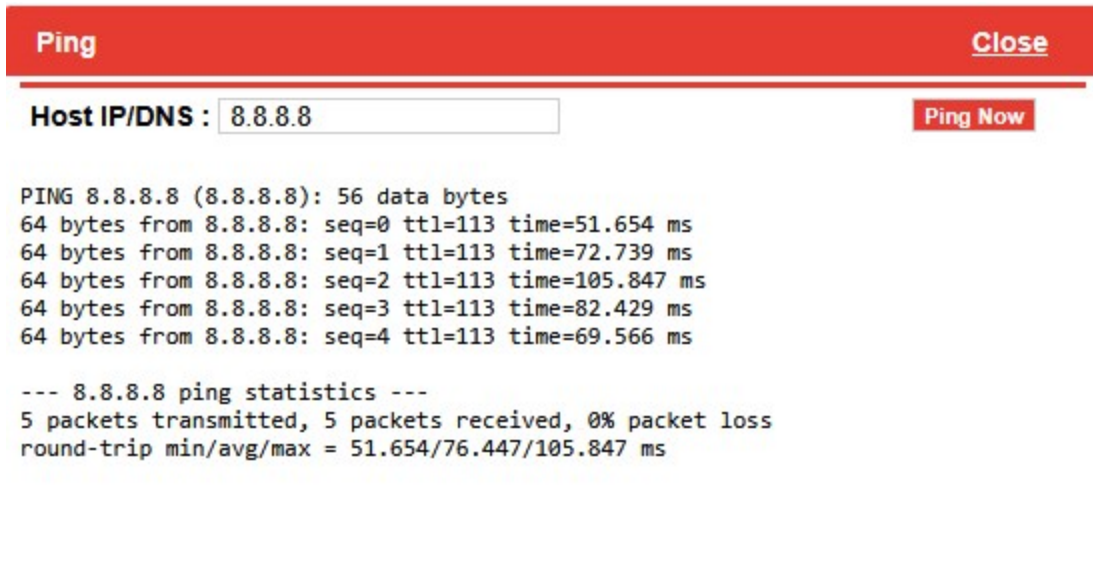 Ping Close
Host IP/DNS : 8.8.8.8 Ping Now
PING 8.8.8.8 (8.8.8.8): 56 data bytes
64 bytes from 8.8.8.8: seq=0 ttl=113 time=51.654 ms
64 bytes from 8.8.8.8: seq=1 ttl=113 time=72.739 ms
64 bytes from 8.8.8.8: seq=2 ttl=113 time=105.847 ms
64 bytes from 8.8.8.8: seq=3 ttl=113 time=82.429 ms
64 bytes from 8.8.8.8: seq=4 ttl=113 time=69.566 ms
--- 8.8.8.8 ping statistics ---
5 packets transmitted, 5 packets received, 0% packet loss
round-trip min/avg/max = 51.654/76.447/105.847 ms